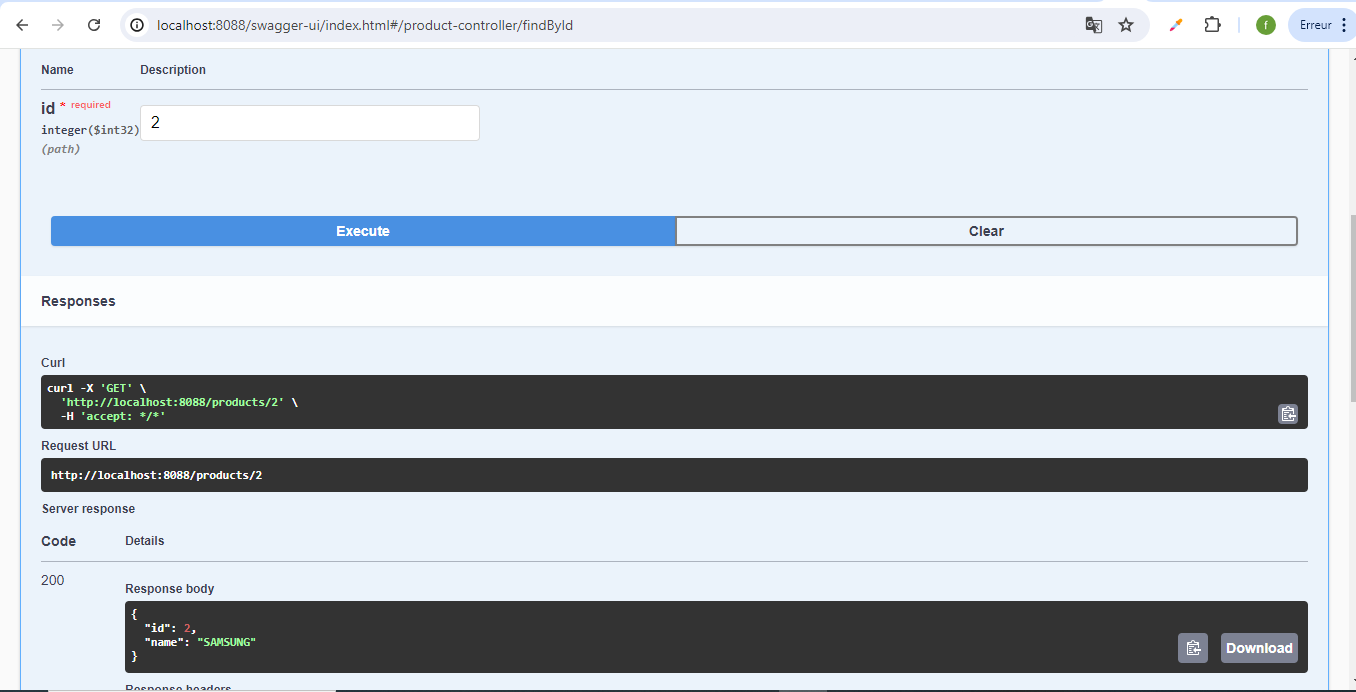 localhost:8088/swagger-ui/index.html#/product-controller/findById
f
Erreur
Name Description
id * required
integer($int32)
(path)
2
Execute Clear
Responses
Curl
curl -X 'GET' \
'http://localhost:8088/products/2' \
-H 'accept: */*'
Request URL
http://localhost:8088/products/2
Server response
Code Details
200
Response body
{
"id": 2,
"name": "SAMSUNG"
}
Download
Response headers